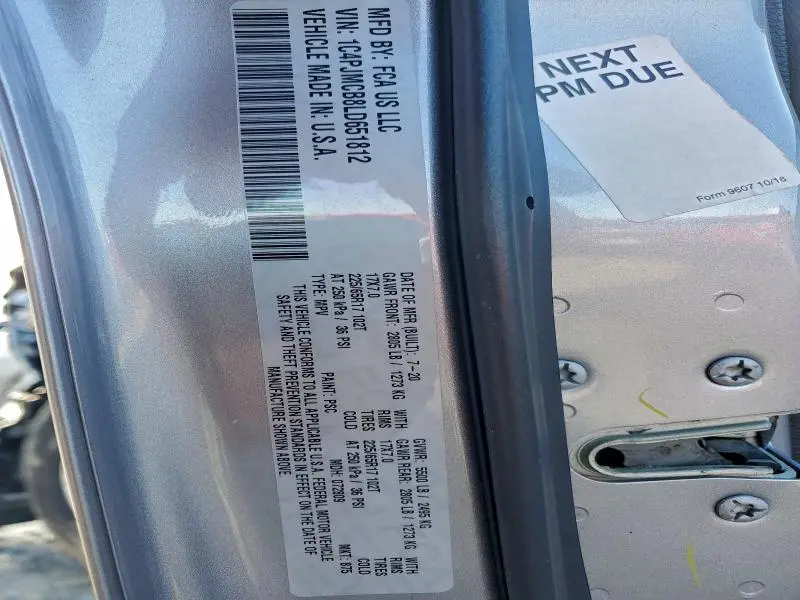 MFD BY: FCA US LLC
VIN: 1C4PJMCB8LD651812
VEHICLE MADE IN: U.S.A.
DATE OF MFR (BUILT): 7-20 GVWR: 5500 LB / 2495 KG
GAWR FRONT: 2805 LB / 1273 KG WITH GAWR REAR: 2805 LB / 1273 KG WITH
17X7.0 RIMS 17X7.0 RIMS
225/65R17 102T TIRES 225/65R17 102T TIRES
AT 250 kPa / 36 PSI COLD AT 250 kPa / 36 PSI COLD
TYPE: MPV PAINT: PSC MDH: 072809 MKT: 875
THIS VEHICLE CONFORMS TO ALL APPLICABLE U.S.A. FEDERAL MOTOR VEHICLE
SAFETY AND THEFT PREVENTION STANDARDS IN EFFECT ON THE DATE OF
MANUFACTURE SHOWN ABOVE.
NEXT
PM DUE
Form 9607 10/16